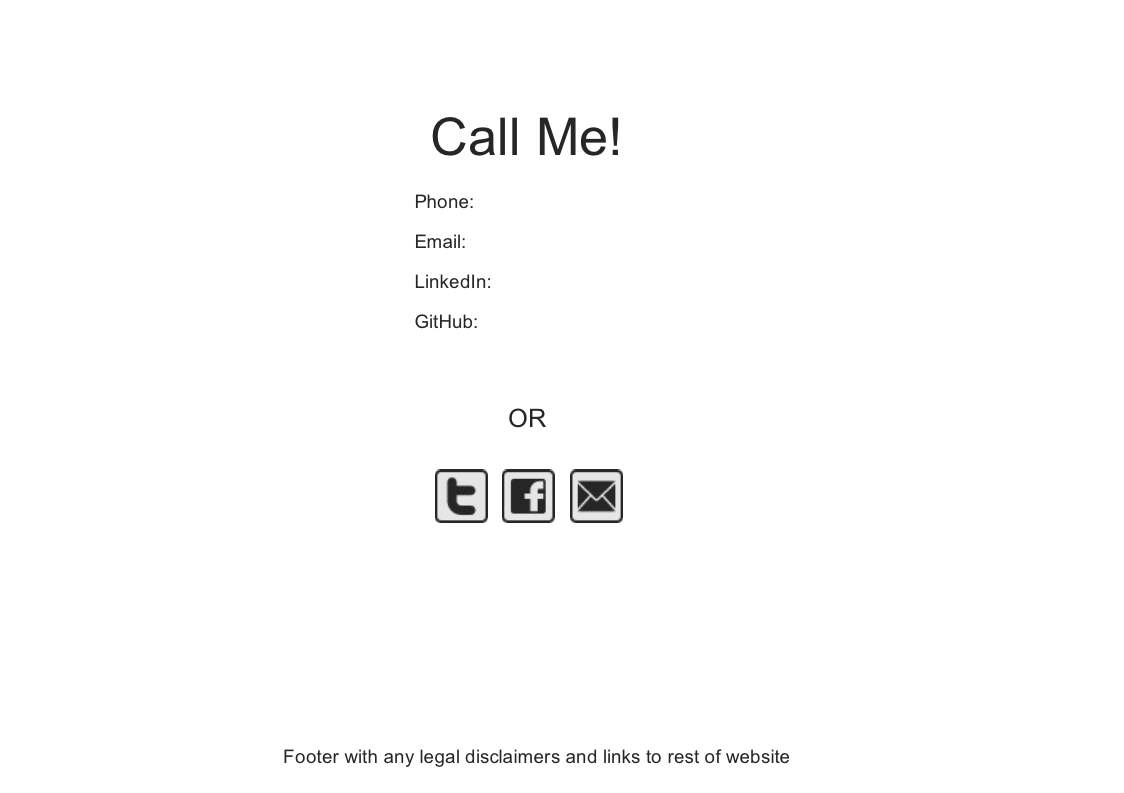 Call Me!
Phone:
Email:
LinkedIn:
GitHub:
OR
Footer with any legal disclaimers and links to rest of website